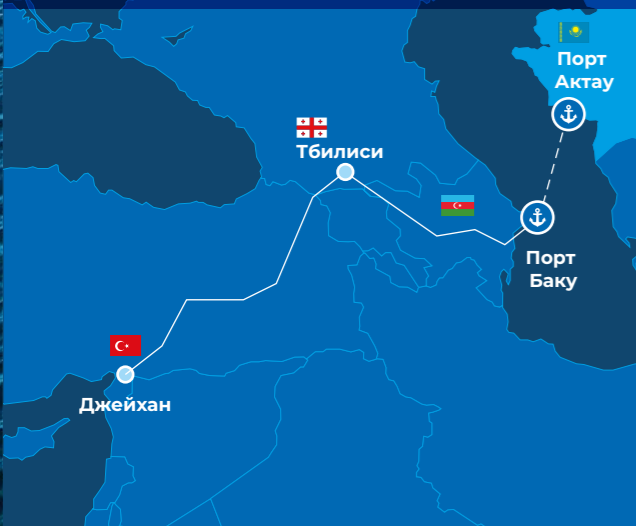 Порт
Актау
Тбилиси
Порт
Баку
Джейхан